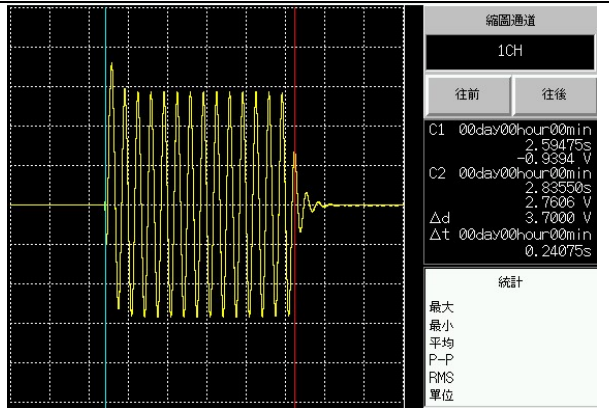 縮圖通道
1CH
往前 往後
C1 00day00hour00min
2.59475s
-0.9394 V
C2 00day00hour00min
2.83550s
2.7606 V
Δd 3.7000 V
Δt 00day00hour00min
0.24075s
統計
最大
最小
平均
P-P
RMS
單位